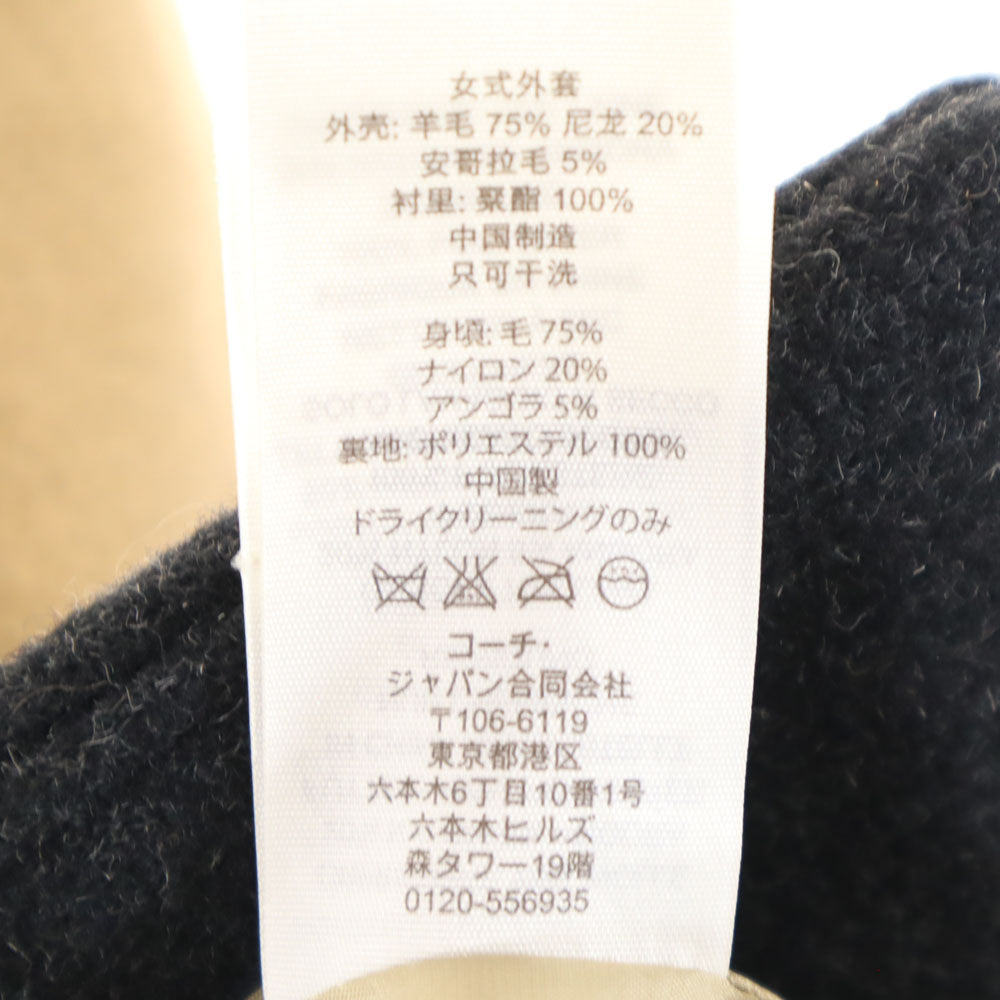 女式外套
外壳: 羊毛 75% 尼龙 20%
安哥拉毛 5%
衬里: 聚酯 100%
中国制造
只可干洗
身頃: 毛 75%
ナイロン 20%
アンゴラ 5%
裏地: ポリエステル 100%
中国製
ドライクリーニングのみ
コーチ・
ジャパン合同会社
〒106-6119
東京都港区
六本木6丁目10番1号
六本木ヒルズ
森タワー19階
0120-556935